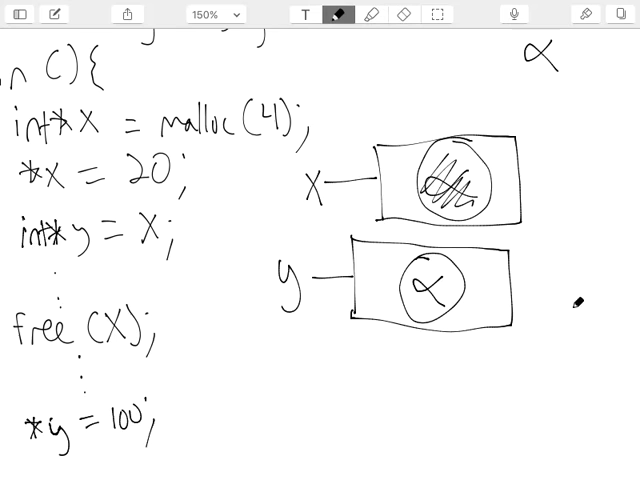 150%
T
n () {
int*x = malloc(4);
α
*x = 20;
x
int*y = x;
y
α
free(x);
*y = 100;